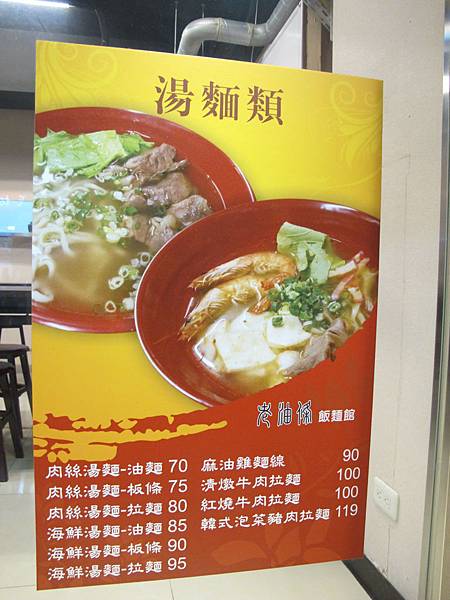 湯麵類
老油條 飯麵館
肉絲湯麵-油麵 70
肉絲湯麵-板條 75
肉絲湯麵-拉麵 80
海鮮湯麵-油麵 85
海鮮湯麵-板條 90
海鮮湯麵-拉麵 95
麻油雞麵線 90
清燉牛肉拉麵 100
紅燒牛肉拉麵 100
韓式泡菜豬肉拉麵 119